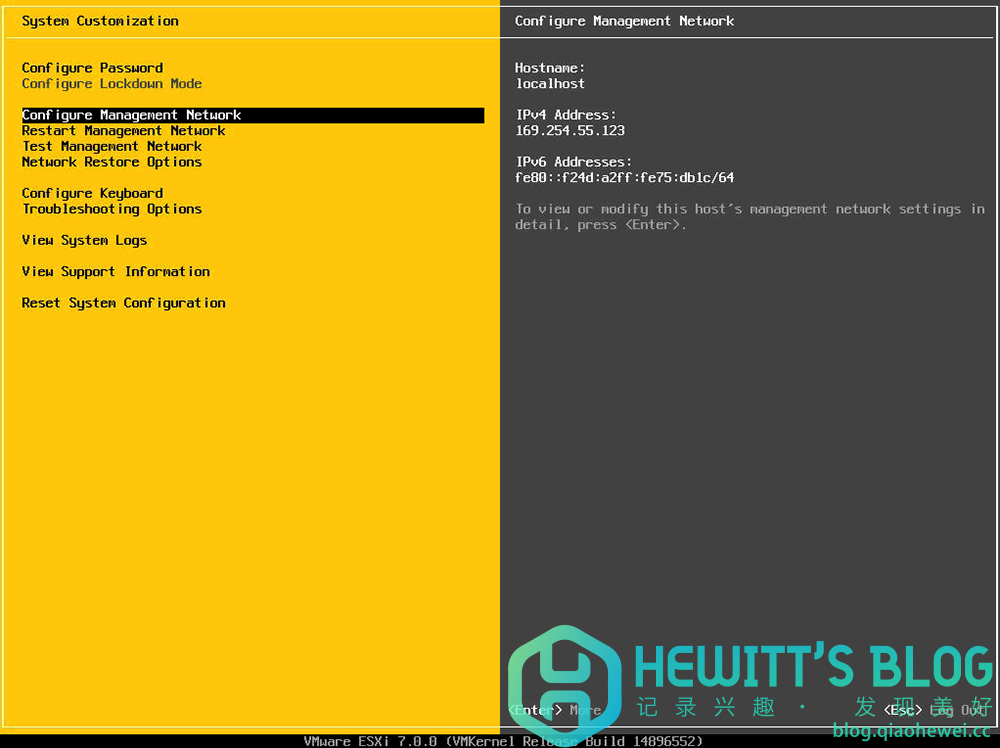 System Customization
Configure Password
Configure Lockdown Mode
Configure Management Network
Restart Management Network
Test Management Network
Network Restore Options
Configure Keyboard
Troubleshooting Options
View System Logs
View Support Information
Reset System Configuration
Configure Management Network
Hostname:
localhost
IPv4 Address:
169.254.55.123
IPv6 Addresses:
fe80::f24d:a2ff:fe75:db1c/64
To view or modify this host's management network settings in
detail, press <Enter>.
HEWITT'S BLOG
记录兴趣 · 发现美好
<Enter> More
<Esc> Log Out
blog.qiaohewei.cc
VMware ESXi 7.0.0 (VMKernel Release Build 14896552)